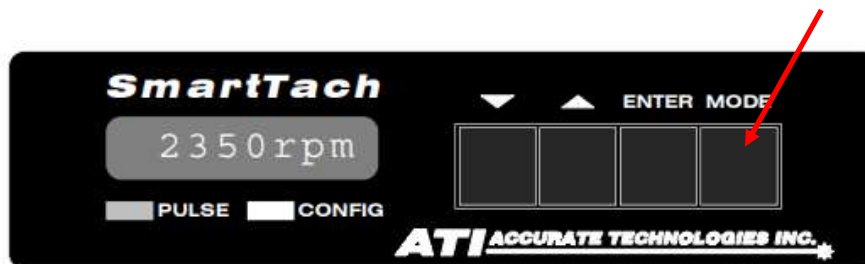 SmartTach
ENTER MODE
2350rpm
PULSE CONFIG
ATI ACCURATE TECHNOLOGIES INC.